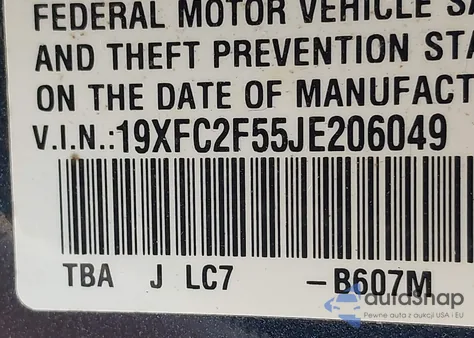 FEDERAL MOTOR VEHICLE S
AND THEFT PREVENTION STA
ON THE DATE OF MANUFACT
V.I.N.:19XFC2F55JE206049
TBA J LC7 –B607M
autosnap
Pewne auta z aukcji USA i EU